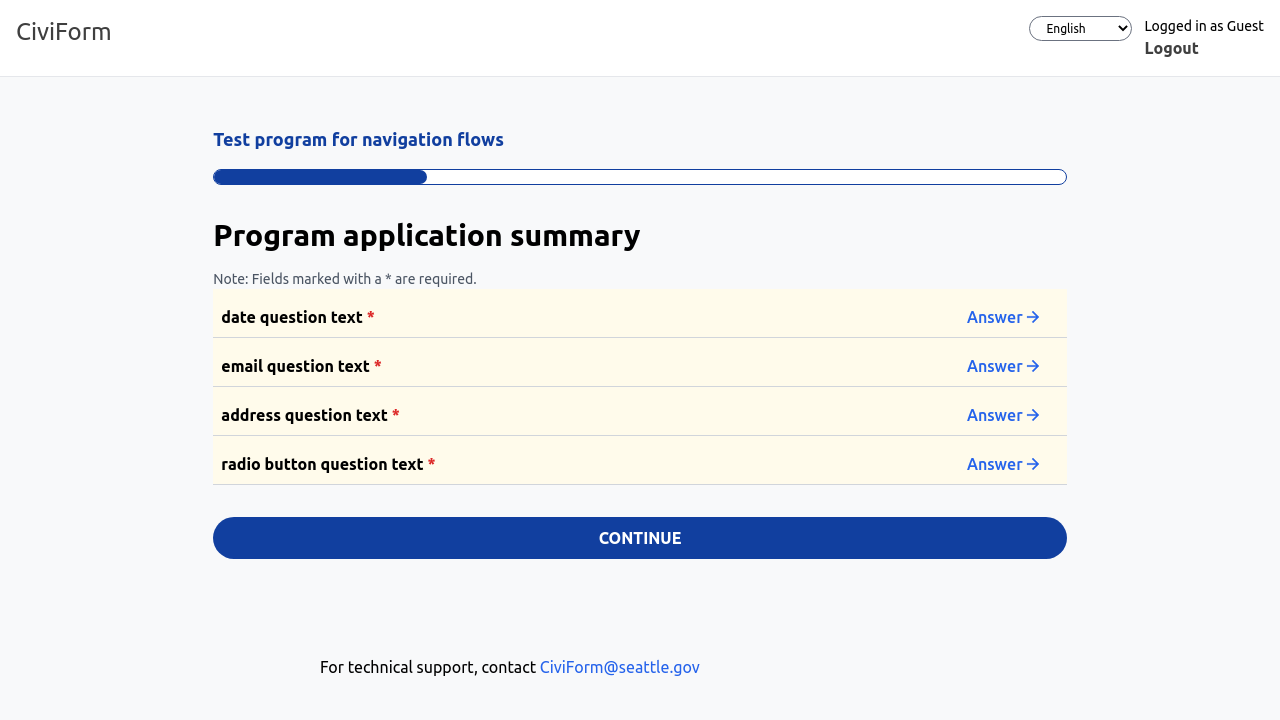 CiviForm
English
Logged in as Guest
Logout
Test program for navigation flows
Program application summary
Note: Fields marked with a * are required.
date question text *
Answer
email question text *
Answer
address question text *
Answer
radio button question text *
Answer
CONTINUE
For technical support, contact CiviForm@seattle.gov